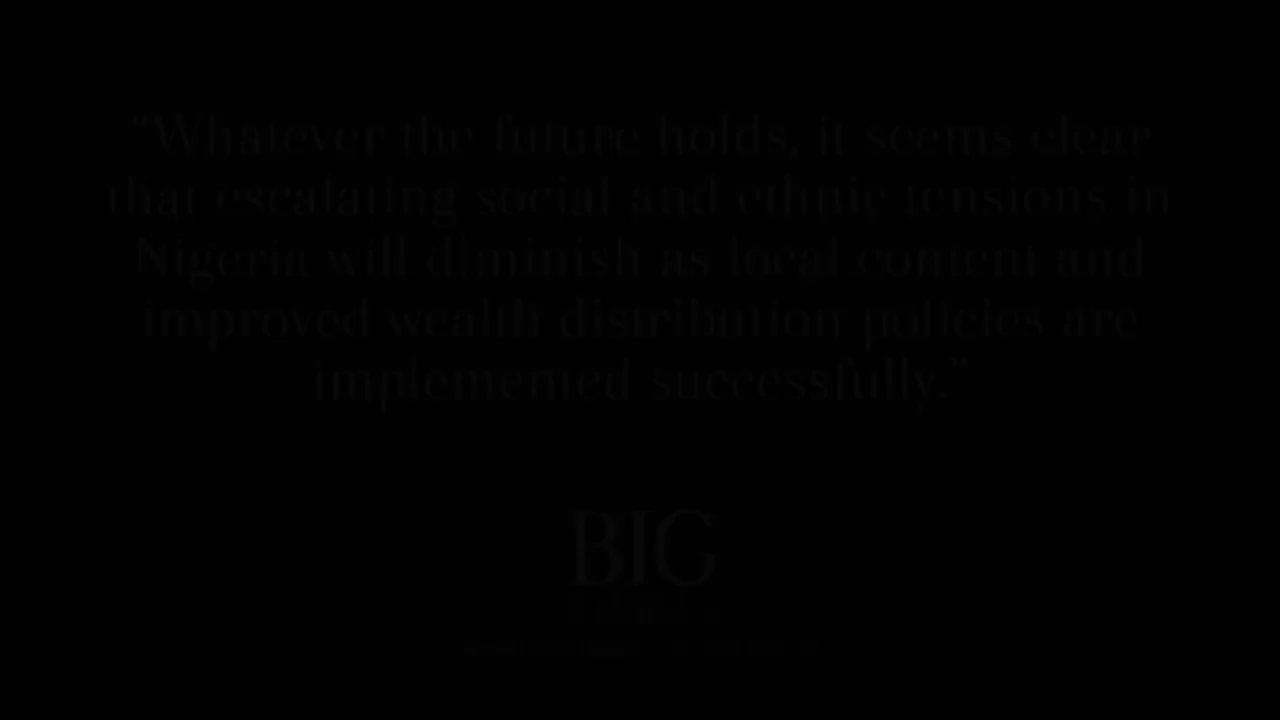 "Whatever the future holds, it seems clear
that escalating social and ethnic tensions in
Nigeria will diminish as local content and
improved wealth distribution policies are
implemented successfully."
BIG